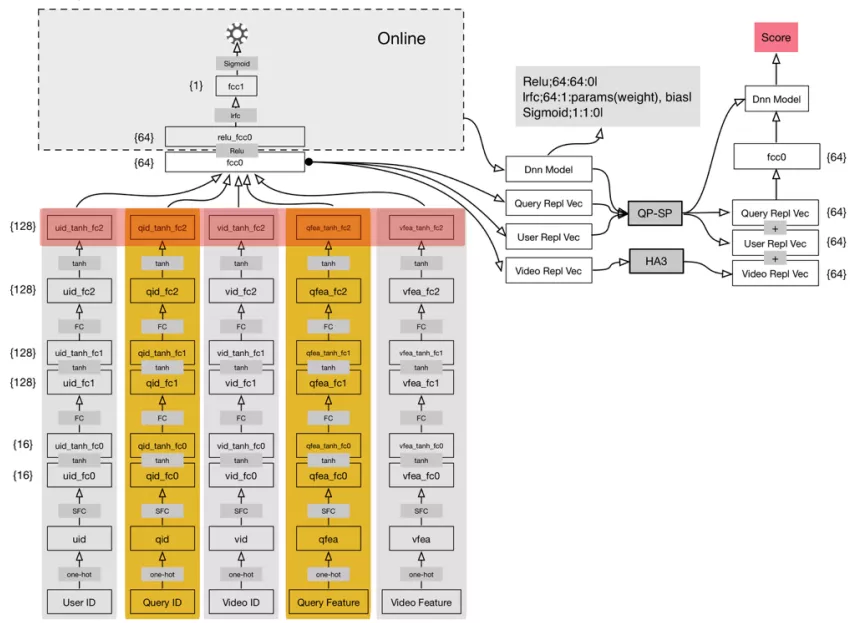 Online
Sigmoid
{1}
fcc1
lrfc
{64}
relu_fcc0
Relu
{64}
fcc0
{128}
uid_tanh_fc2
qid_tanh_fc2
vid_tanh_fc2
qfea_tanh_fc2
vfea_tanh_fc2
tanh
tanh
tanh
tanh
tanh
{128}
uid_fc2
qid_fc2
vid_fc2
qfea_fc2
vfea_fc2
FC
FC
FC
FC
FC
{128}
uid_tanh_fc1
qid_tanh_fc1
vid_tanh_fc1
qfea_tanh_fc1
vfea_tanh_fc1
tanh
tanh
tanh
tanh
tanh
{128}
uid_fc1
qid_fc1
vid_fc1
qfea_fc1
vfea_fc1
FC
FC
FC
FC
FC
{16}
uid_tanh_fc0
qid_tanh_fc0
vid_tanh_fc0
qfea_tanh_fc0
vfea_tanh_fc0
tanh
tanh
tanh
tanh
tanh
{16}
uid_fc0
qid_fc0
vid_fc0
qfea_fc0
vfea_fc0
SFC
SFC
SFC
SFC
SFC
uid
qid
vid
qfea
vfea
one-hot
one-hot
one-hot
one-hot
one-hot
User ID
Query ID
Video ID
Query Feature
Video Feature
Relu;64:64:0|
lrfc;64:1:params(weight), bias|
Sigmoid;1:1:0|
Dnn Model
Query Repl Vec
User Repl Vec
Video Repl Vec
QP-SP
HA3
Score
Dnn Model
fcc0
{64}
Query Repl Vec
{64}
+
User Repl Vec
{64}
+
Video Repl Vec
{64}